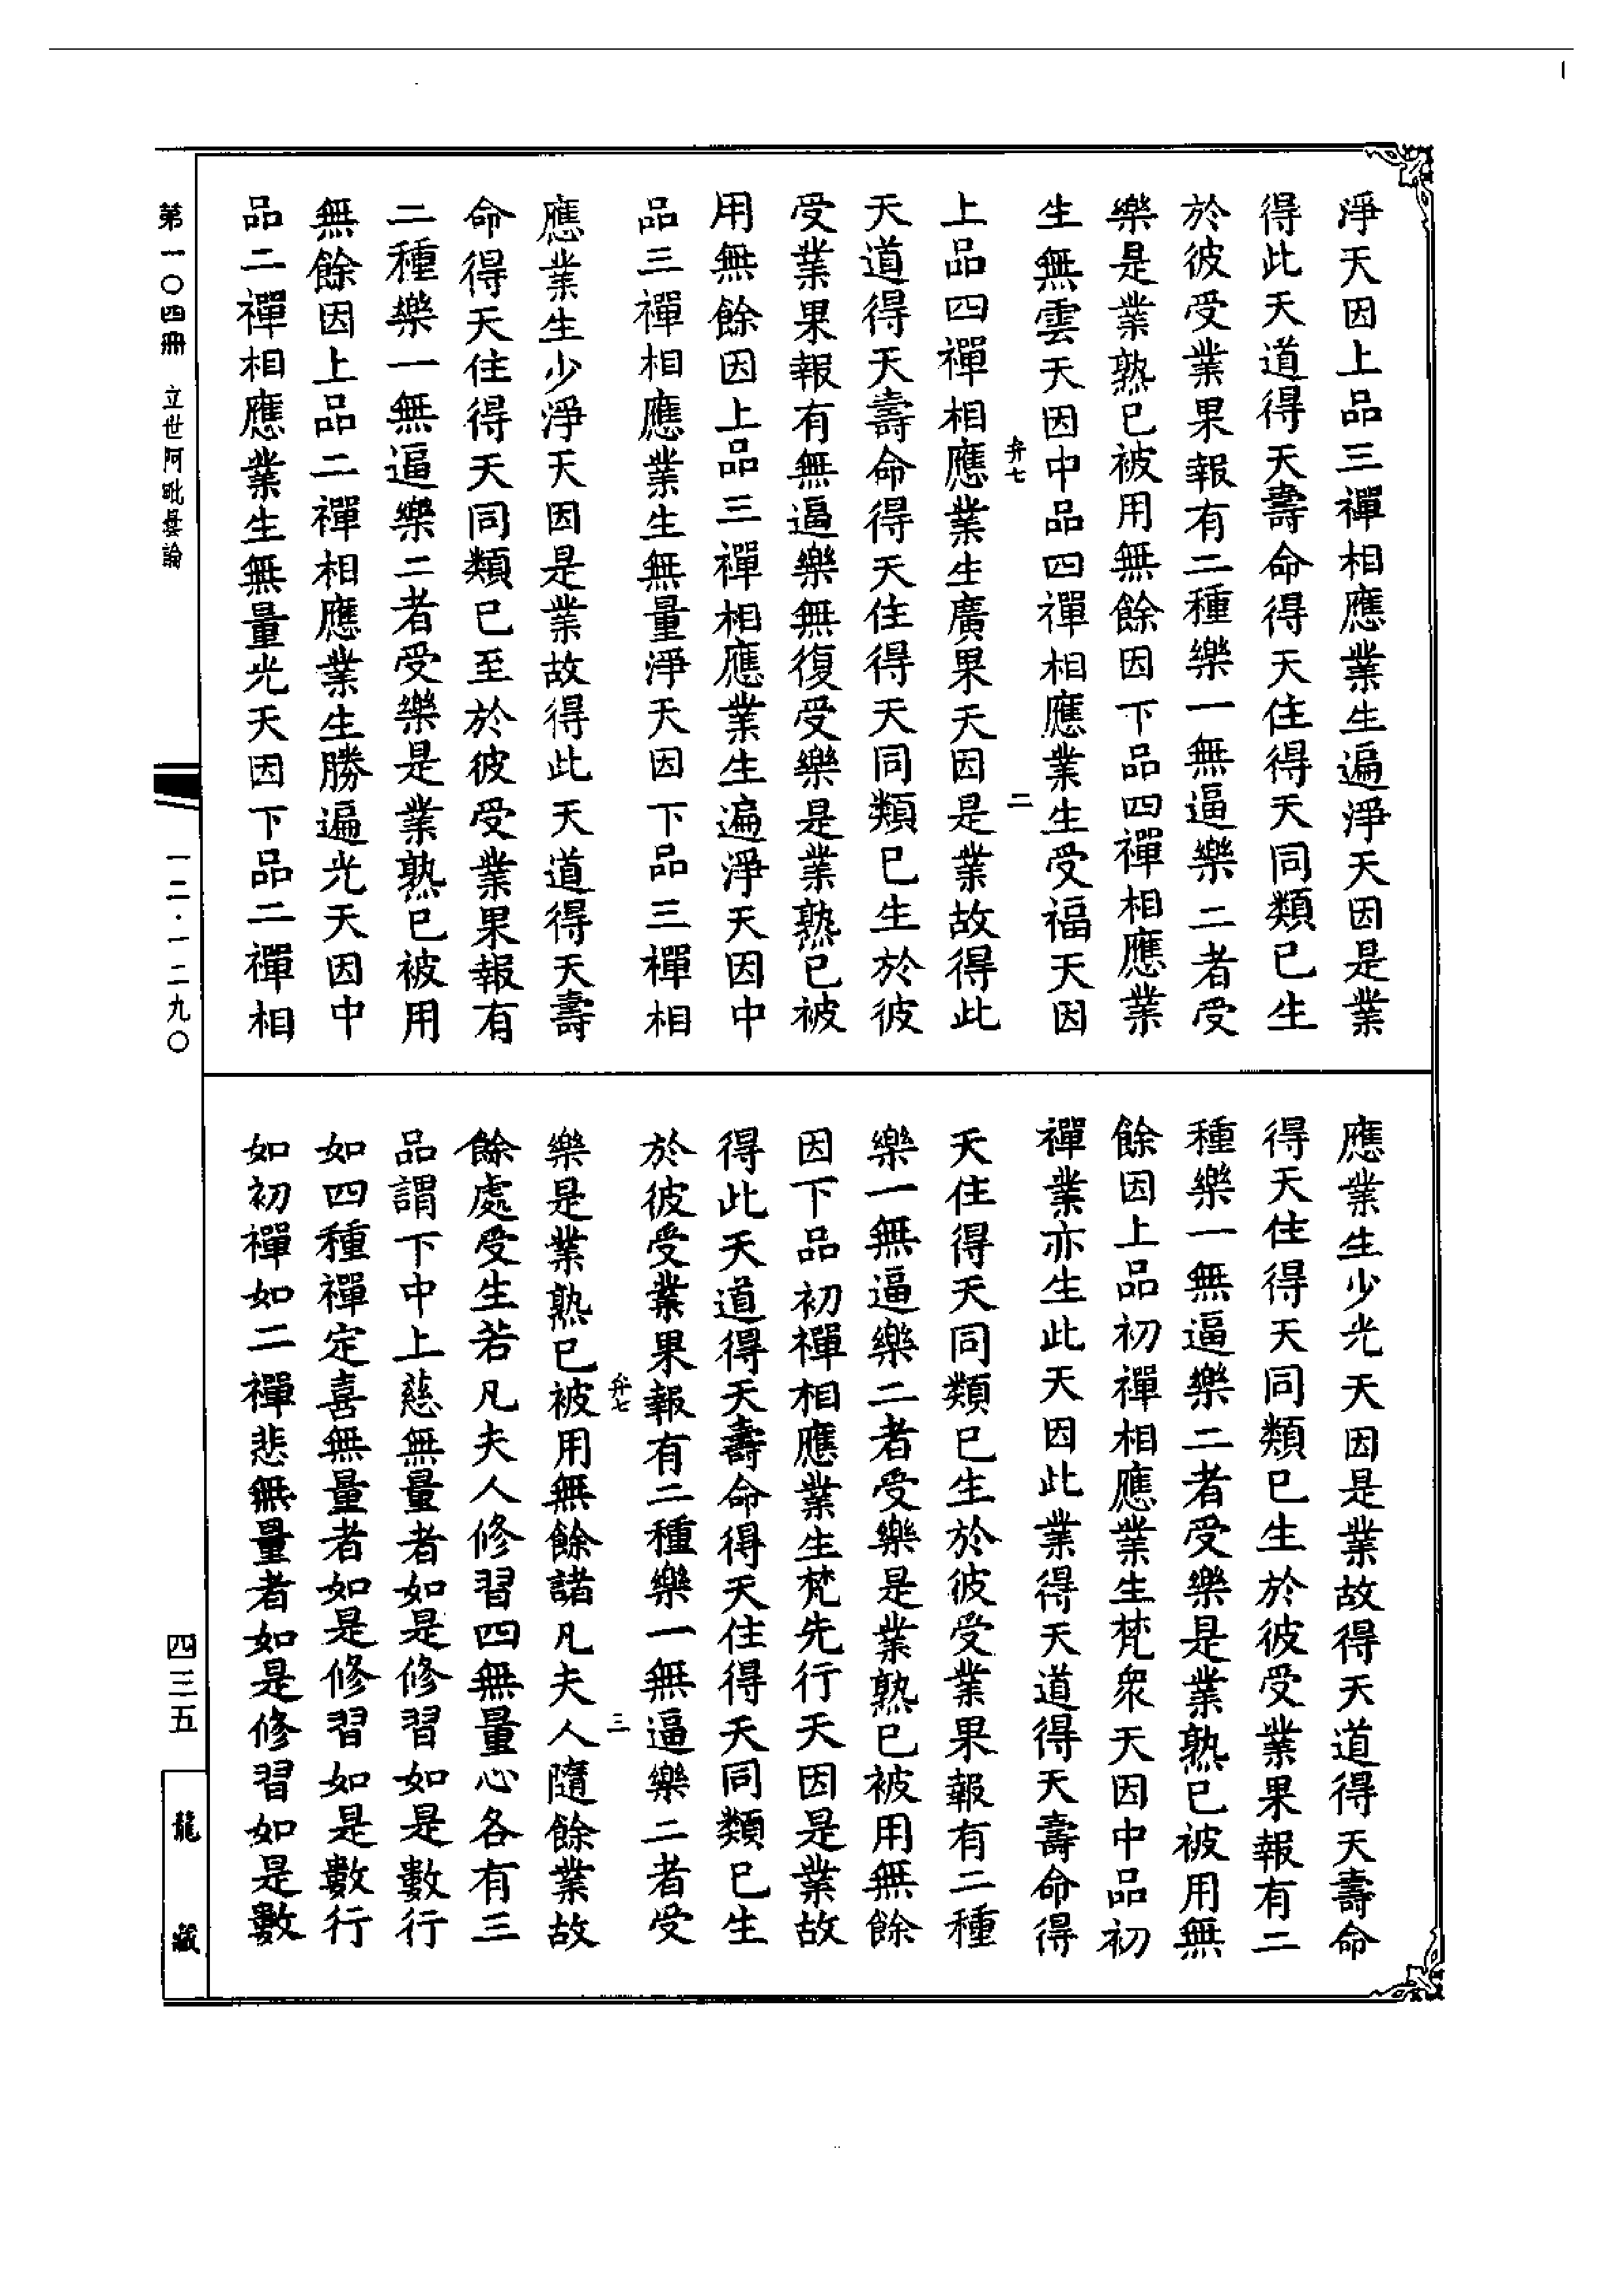 淨天因上品三禪相應業生遍淨天因是業
得此天道得天壽命得天住得天同類已生
於彼受業果報有二種樂一無逼樂二者受
樂是業熟已被用無餘因下品四禪相應業
生無雲天因中品四禪相應業生受福天因
弁七 二
上品四禪相應業生廣果天因是業故得此
天道得天壽命得天住得天同類已生於彼
受業果報有無逼樂無復受樂是業熟已被
用無餘因上品三禪相應業生遍淨天因中
品三禪相應業生無量淨天因下品三禪相
應業生少淨天因是業故得此天道得天壽
命得天住得天同類已至於彼受業果報有
二種樂一無逼樂二者受樂是業熟已被用
無餘因上品二禪相應業生勝遍光天因中
品二禪相應業生無量光天因下品二禪相
應業生少光天因是業故得天道得天壽命
得天住得天同類已生於彼受業果報有二
種樂一無逼樂二者受樂是業熟已被用無
餘因上品初禪相應業生梵衆天因中品初
禪業亦生此天因此業得天道得天壽命得
天住得天同類已生於彼受業果報有二種
樂一無逼樂二者受樂是業熟已被用無餘
因下品初禪相應業生梵先行天因是業故
得此天道得天壽命得天住得天同類已生
於彼受業果報有二種樂一無逼樂二者受
弁七 三
樂是業熟已被用無餘諸凡夫人隨餘業故
餘處受生若凡夫人修習四無量心各有三
品謂下中上慈無量者如是修習如是數行
如四種禪定喜無量者如是修習如是數行
如初禪如二禪悲無量者如是修習如是數
第一〇四冊 立世阿毗曇論
一二·一二九〇
四三五
龍藏